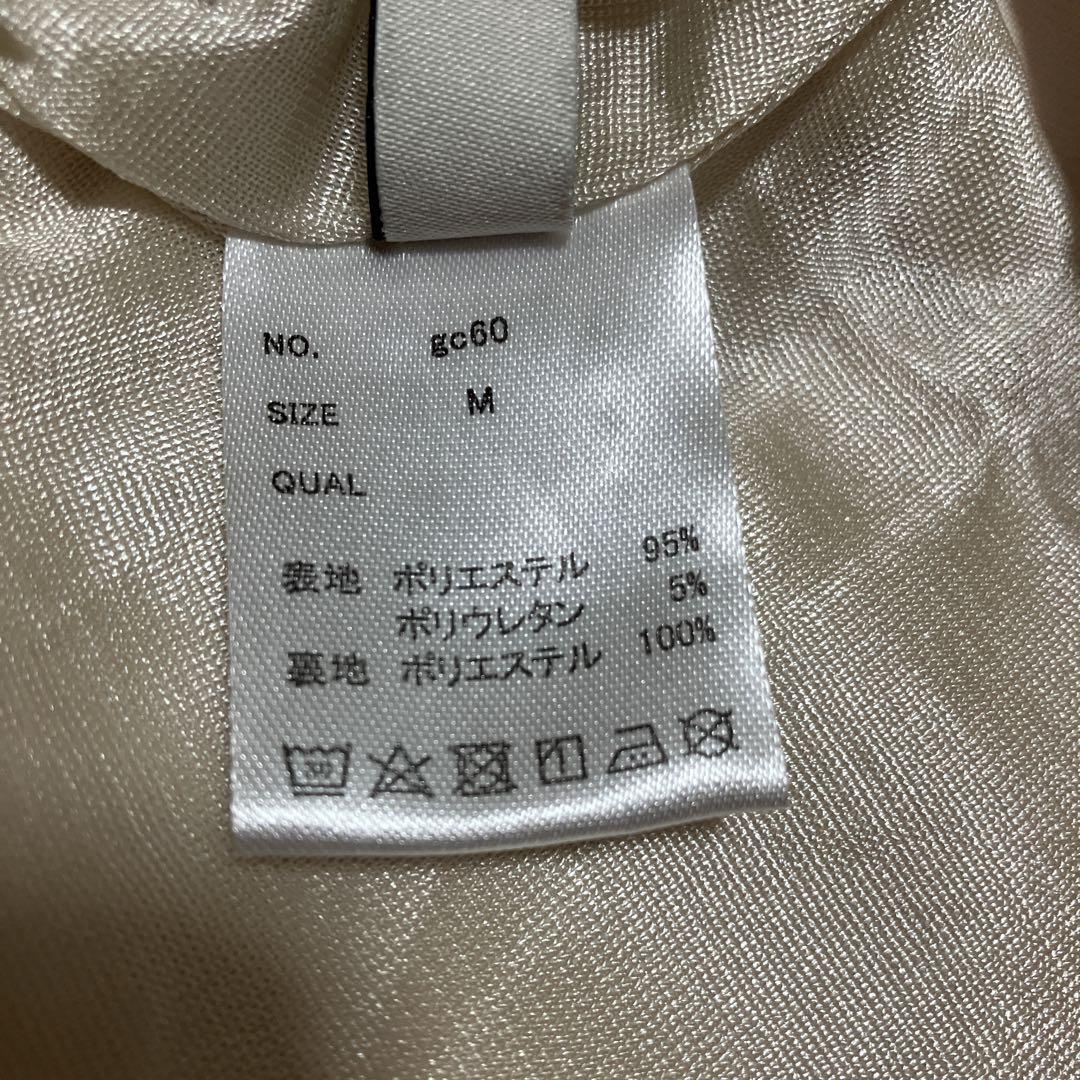 NO. gc60
SIZE M
QUAL
表地 ポリエステル 95%
ポリウレタン 5%
裏地 ポリエステル 100%